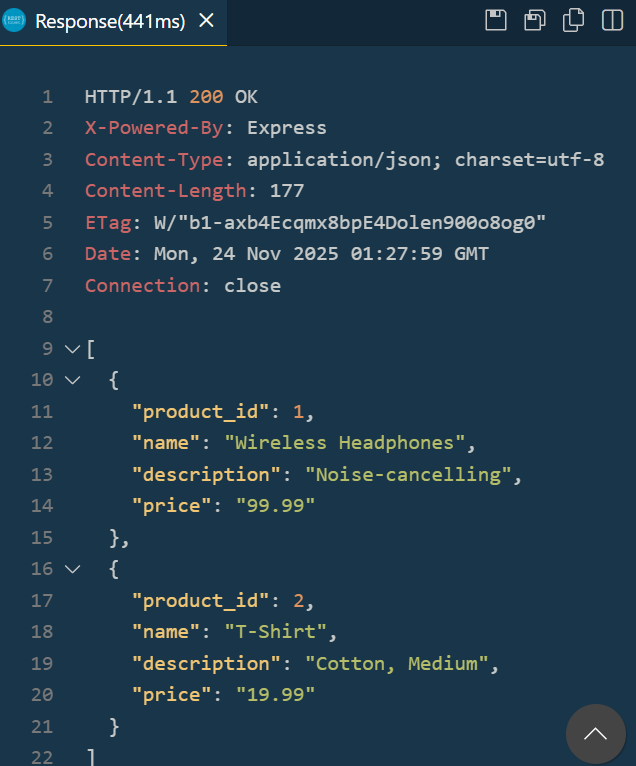 Response(441ms)
1 HTTP/1.1 200 OK
2 X-Powered-By: Express
3 Content-Type: application/json; charset=utf-8
4 Content-Length: 177
5 ETag: W/"b1-axb4Ecqmx8bpE4Dolen900o8og0"
6 Date: Mon, 24 Nov 2025 01:27:59 GMT
7 Connection: close
8
9 [
10 {
11 "product_id": 1,
12 "name": "Wireless Headphones",
13 "description": "Noise-cancelling",
14 "price": "99.99"
15 },
16 {
17 "product_id": 2,
18 "name": "T-Shirt",
19 "description": "Cotton, Medium",
20 "price": "19.99"
21 }
22 ]